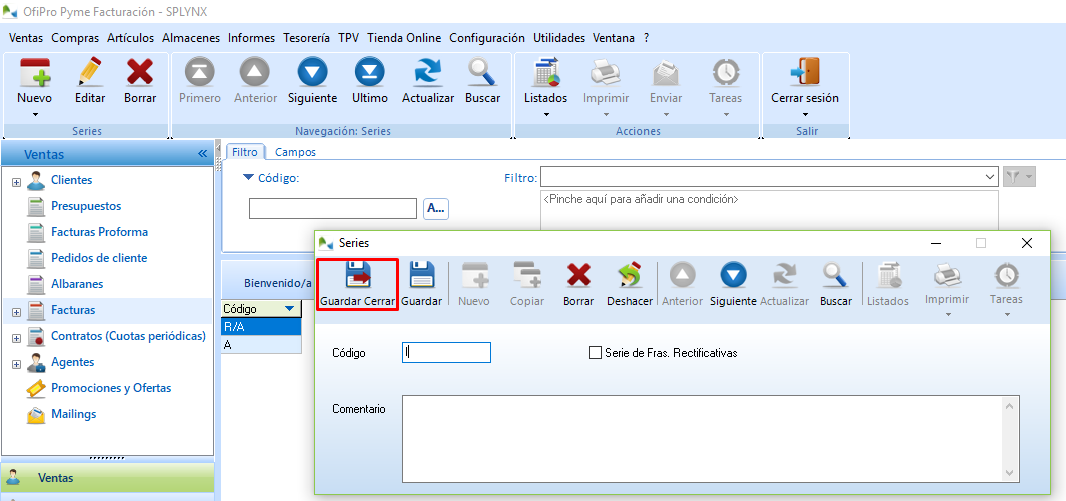 OfiPro Pyme Facturación - SPLYNX
Ventas Compras Artículos Almacenes Informes Tesorería TPV Tienda Online Configuración Utilidades Ventana ?
Nuevo Editar Borrar Primero Anterior Siguiente Ultimo Actualizar Buscar Listados Imprimir Enviar Tareas Cerrar sesión
Series Navegación: Series Acciones Salir
Ventas «
Clientes
Presupuestos
Facturas Proforma
Pedidos de cliente
Albaranes
Facturas
Contratos (Cuotas periódicas)
Agentes
Promociones y Ofertas
Mailings
Ventas
Filtro Campos
Código: Filtro:
A...
<Pinche aquí para añadir una condición>
Bienvenido/a
Código
R/A
A
Series
Guardar Cerrar Guardar Nuevo Copiar Borrar Deshacer Anterior Siguiente Actualizar Buscar Listados Imprimir Tareas
Código I Serie de Fras. Rectificativas
Comentario